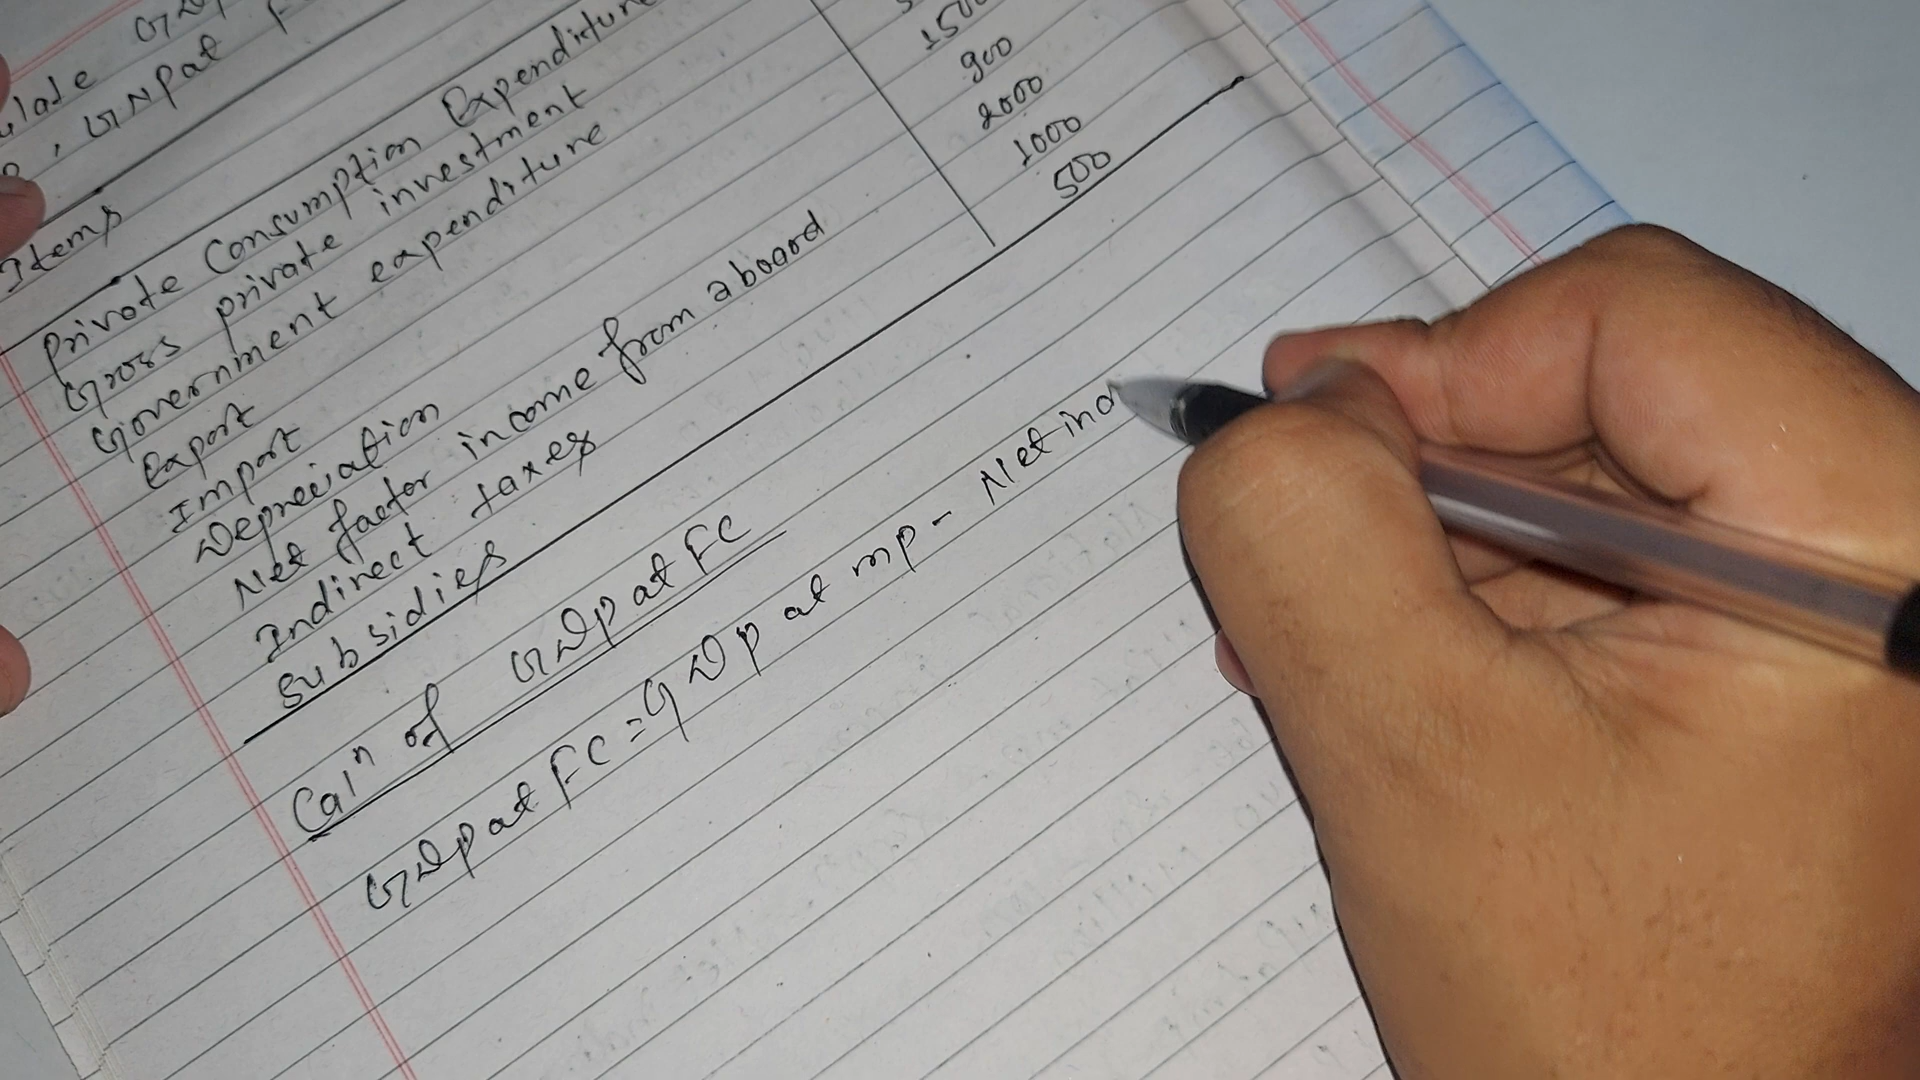 GDP
GNP at F
Items
Private Consumption Expenditure
Gross private investment
Government expenditure
Export
Import
Depreciation
Net factor income from aboard
Indirect taxes
Subsidies
1500
900
2000
1000
500
Calⁿ of GDP at FC
GDP at FC = GDP at mp - Net ind